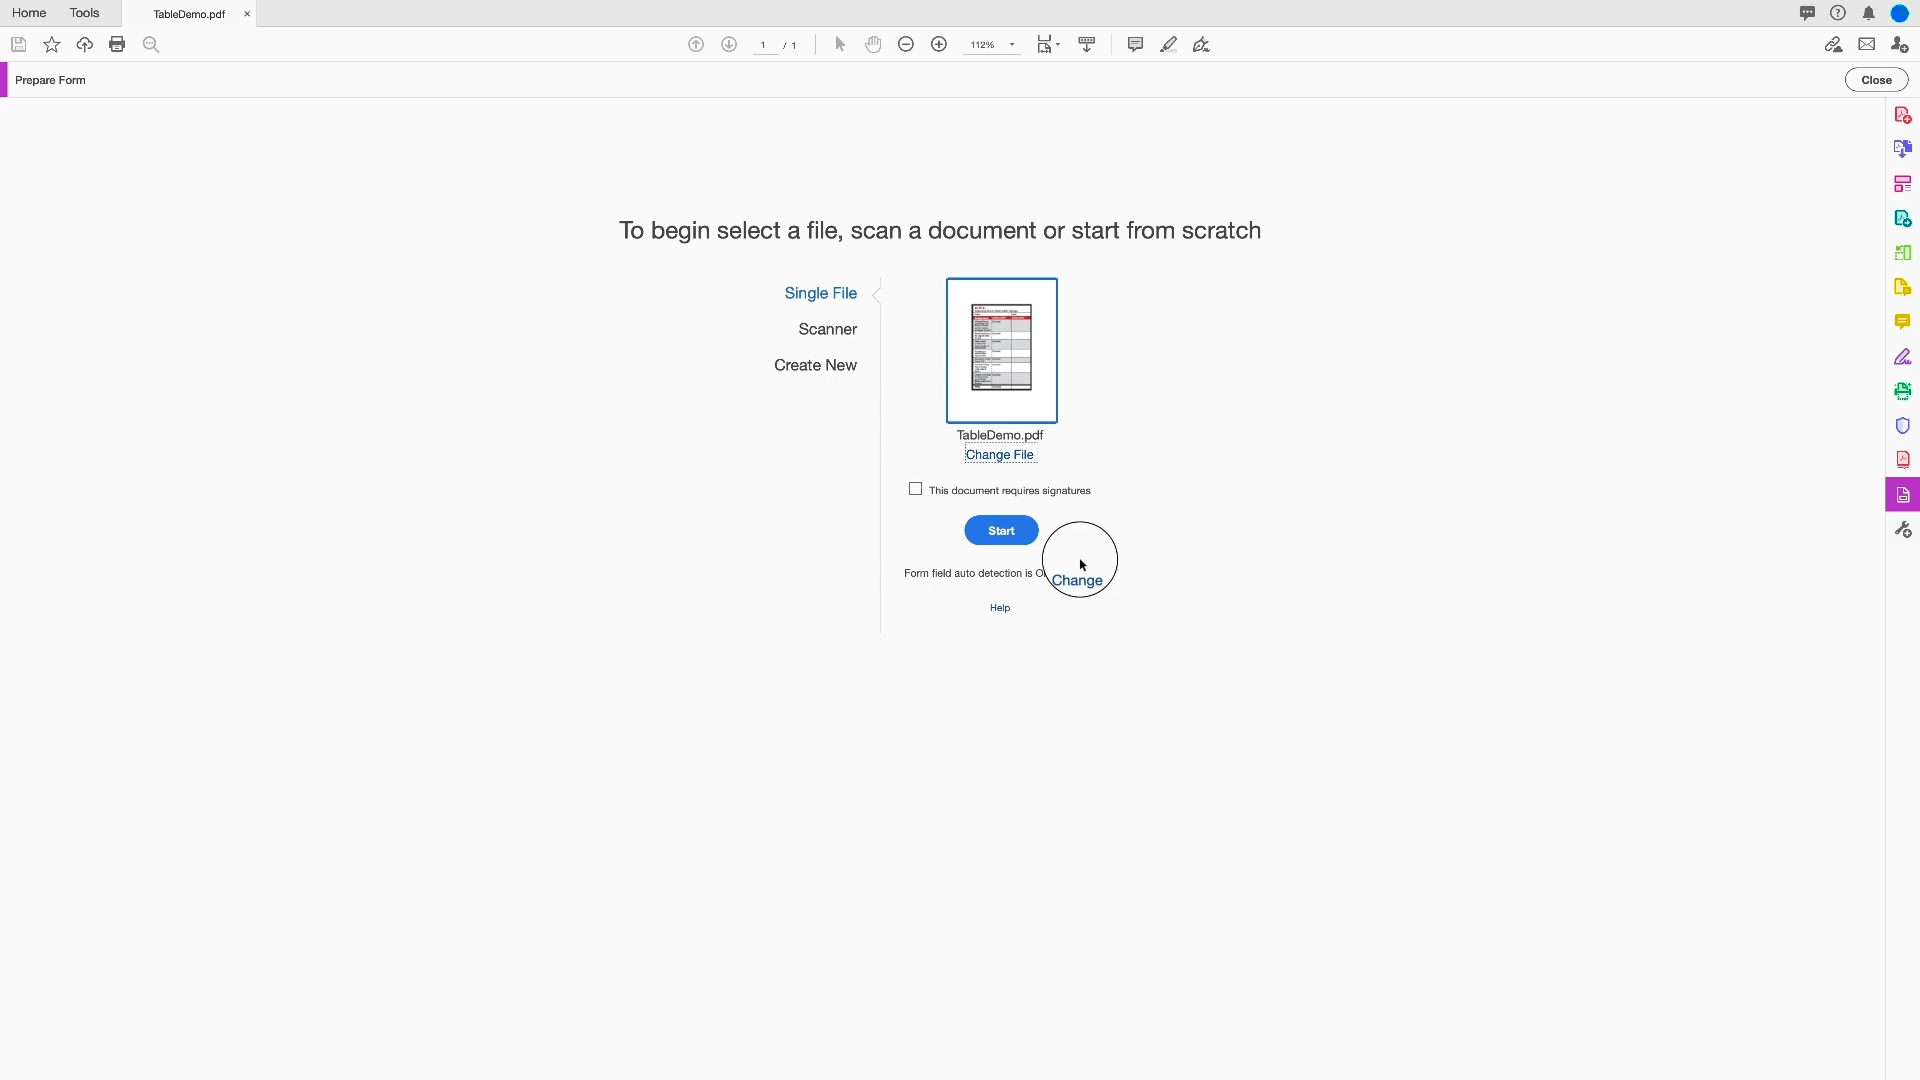 Home Tools TableDemo.pdf
1 / 1 112%
Prepare Form Close
To begin select a file, scan a document or start from scratch
Single File
Scanner
Create New
TableDemo.pdf
Change File
This document requires signatures
Start
Form field auto detection is
Change
Help